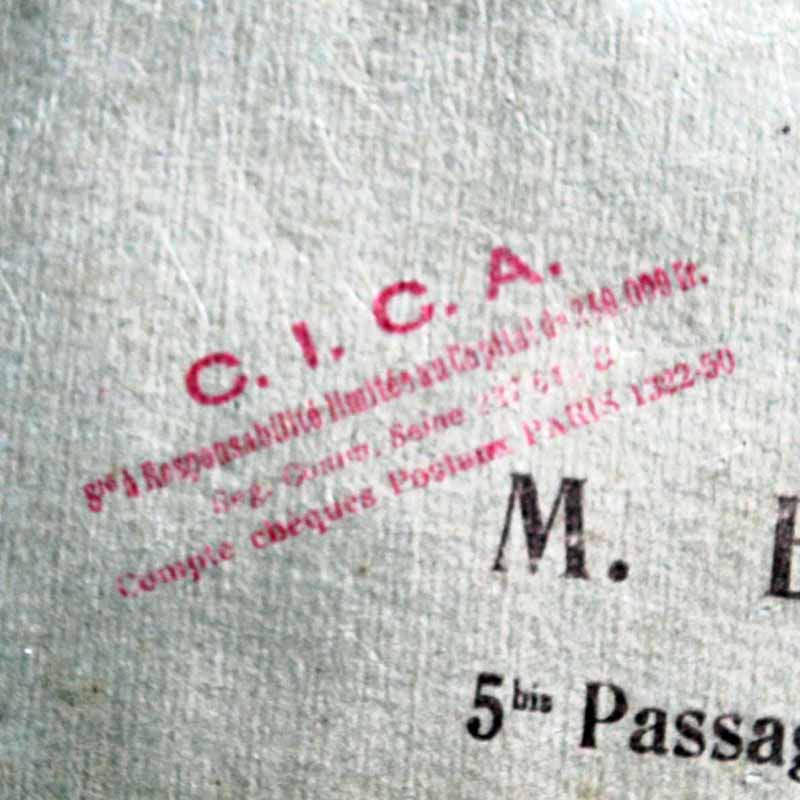 C. I. C. A.
Sté à Responsabilité limitée au Capital de 250.000 fr.
Reg. Comm. Seine
Compte chèques Postaux PARIS 1322-50
M.
5bis Passag